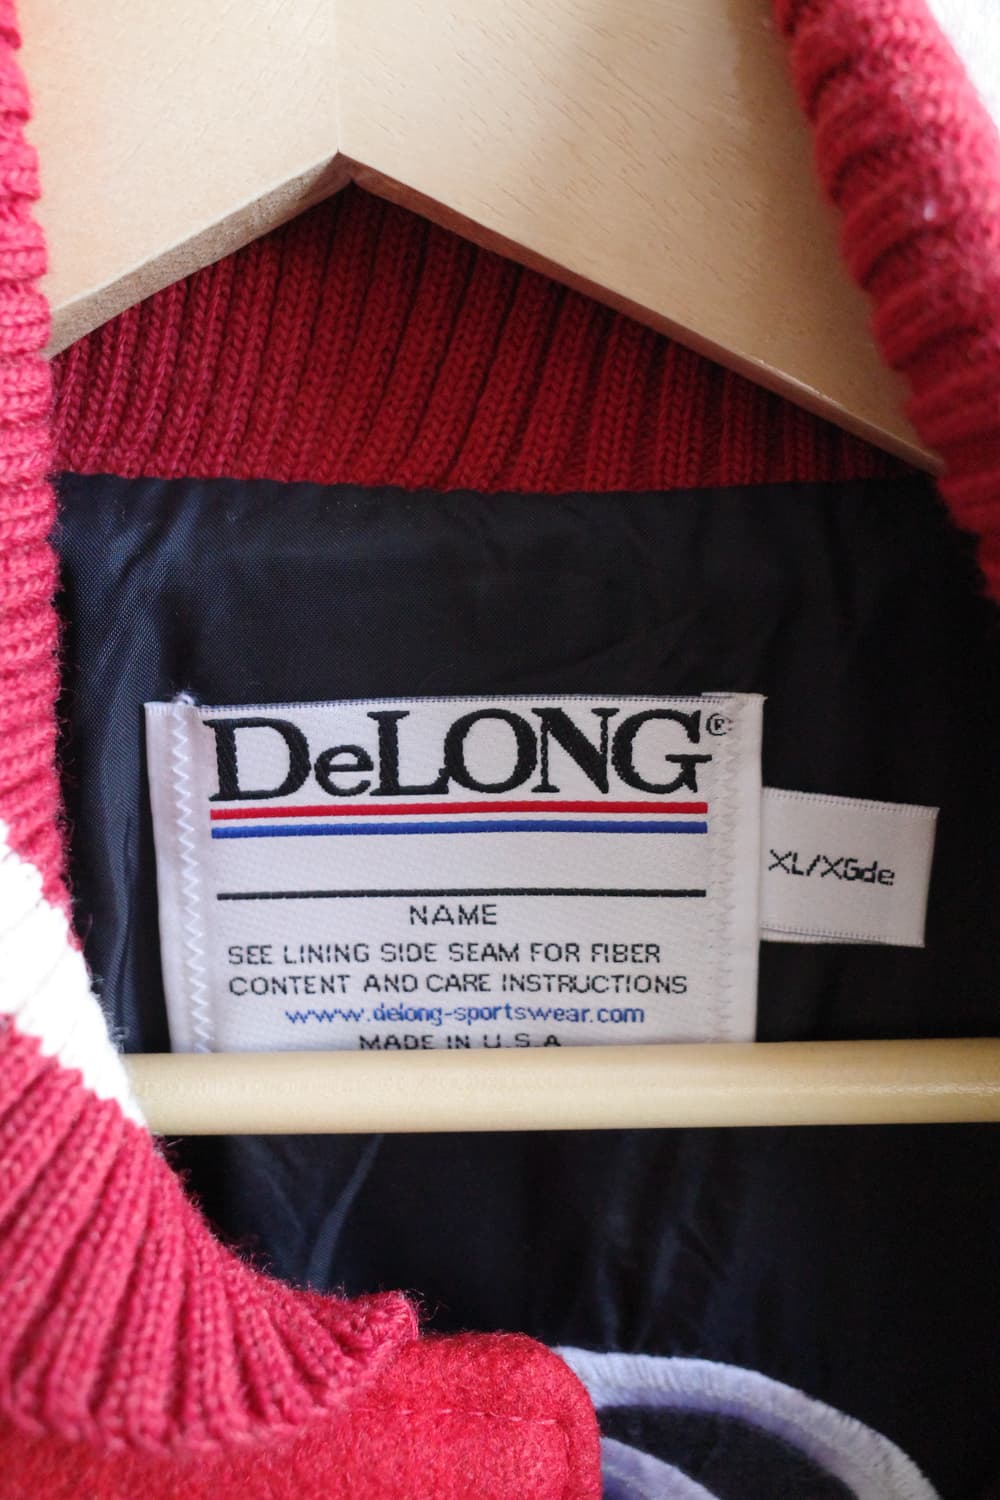 DeLONG®
XL/XGde
NAME
SEE LINING SIDE SEAM FOR FIBER
CONTENT AND CARE INSTRUCTIONS
www.delong-sportswear.com
MADE IN U.S.A